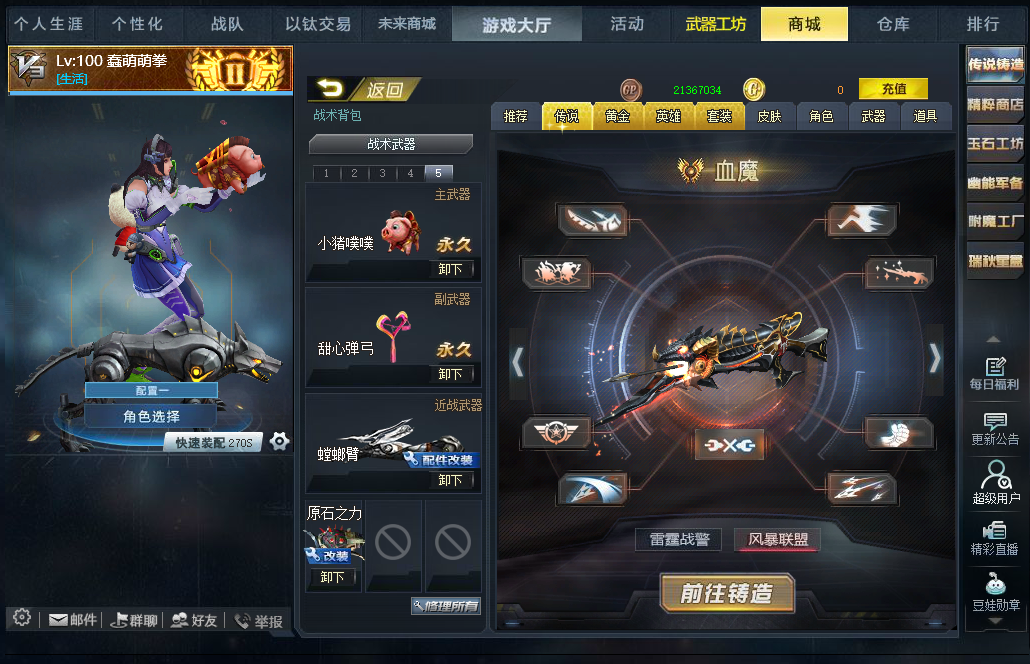 个人生涯 个性化 战队 以钛交易 未来商城 游戏大厅 活动 武器工坊 商城 仓库 排行
V3 Lv:100 蠢萌萌拳
[生活]
II
返回
GP 21367034 0 充值
战术背包
推荐 传说 黄金 英雄 套装 皮肤 角色 武器 道具
战术武器
1 2 3 4 5
主武器
小猪噗噗
永久
卸下
副武器
甜心弹弓
永久
卸下
近战武器
螳螂臂
配件改装
卸下
原石之力
改装
卸下
修理所有
配置一
角色选择
快速装配 270S
邮件 群聊 好友 举报
血魔
雷霆战警 风暴联盟
前往铸造
传说铸造
精粹商店
玉石工坊
幽能军备
附魔工厂
每日福利
更新公告
超级用户
精彩直播
豆娃勋章